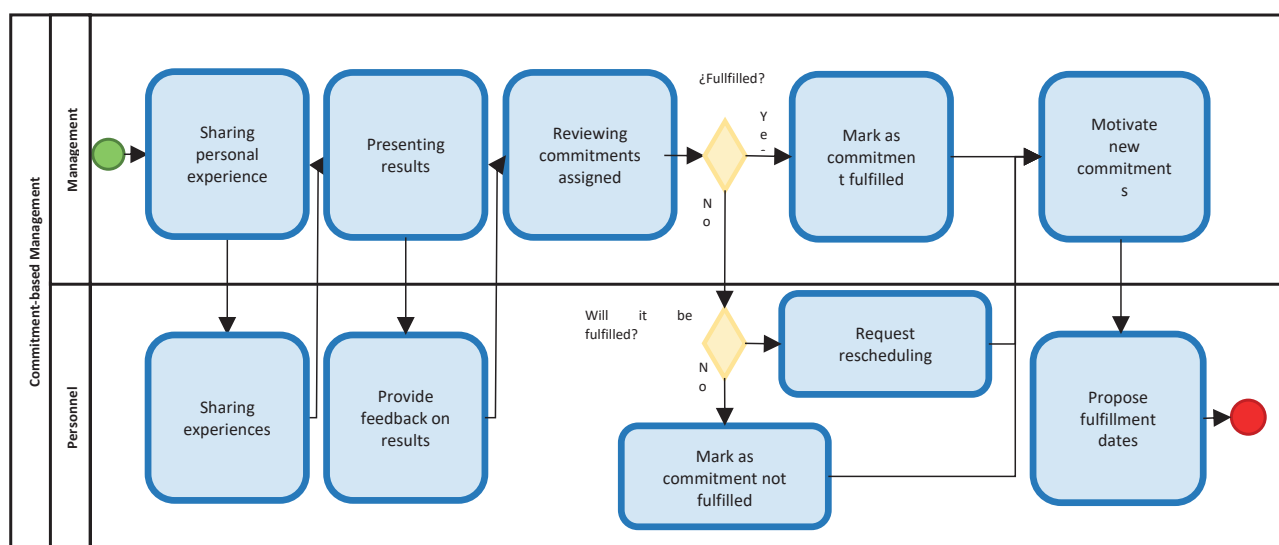 Commitment-based Management
Management
Sharing
personal
experience
Presenting
results
Reviewing
commitments
assigned
¿Fullfilled?
Y
e-
N
o
Mark as
commitmen
t fulfilled
Motivate
new
commitment
s
Personnel
Sharing
experiences
Provide
feedback on
results
Will it be
fulfilled?
N
o
Request
rescheduling
Mark as
commitment not
fulfilled
Propose
fulfillment
dates